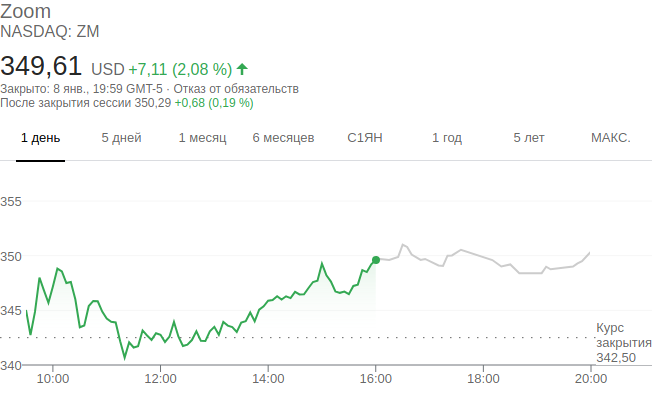 Zoom
NASDAQ: ZM
349,61 USD +7,11 (2,08 %)
Закрыто: 8 янв., 19:59 GMT-5 · Отказ от обязательств
После закрытия сессии 350,29 +0,68 (0,19 %)
1 день 5 дней 1 месяц 6 месяцев С1ЯН 1 год 5 лет МАКС.
355
350
345
340
Курс
закрытия
342,50
10:00 12:00 14:00 16:00 18:00 20:00